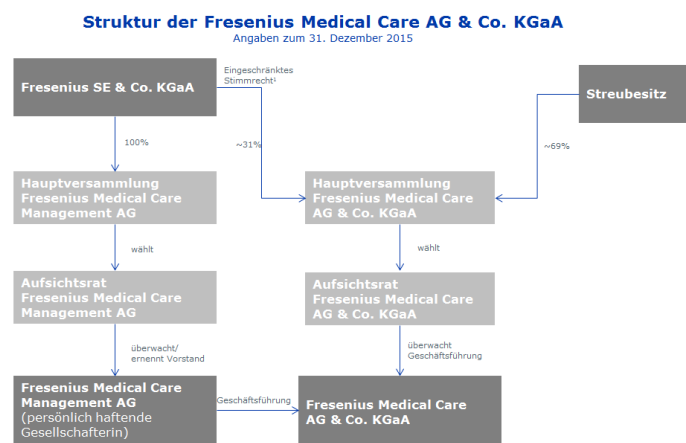 Struktur der Fresenius Medical Care AG & Co. KGaA
Angaben zum 31. Dezember 2015
Fresenius SE & Co. KGaA
Eingeschränktes
Stimmrecht¹
Streubesitz
100%
~31%
~69%
Hauptversammlung
Fresenius Medical Care
Management AG
Hauptversammlung
Fresenius Medical Care
AG & Co. KGaA
wählt
wählt
Aufsichtsrat
Fresenius Medical Care
Management AG
Aufsichtsrat
Fresenius Medical Care
AG & Co. KGaA
überwacht/
ernennt Vorstand
überwacht
Geschäftsführung
Fresenius Medical Care
Management AG
(persönlich haftende
Gesellschafterin)
Geschäftsführung
Fresenius Medical Care
AG & Co. KGaA